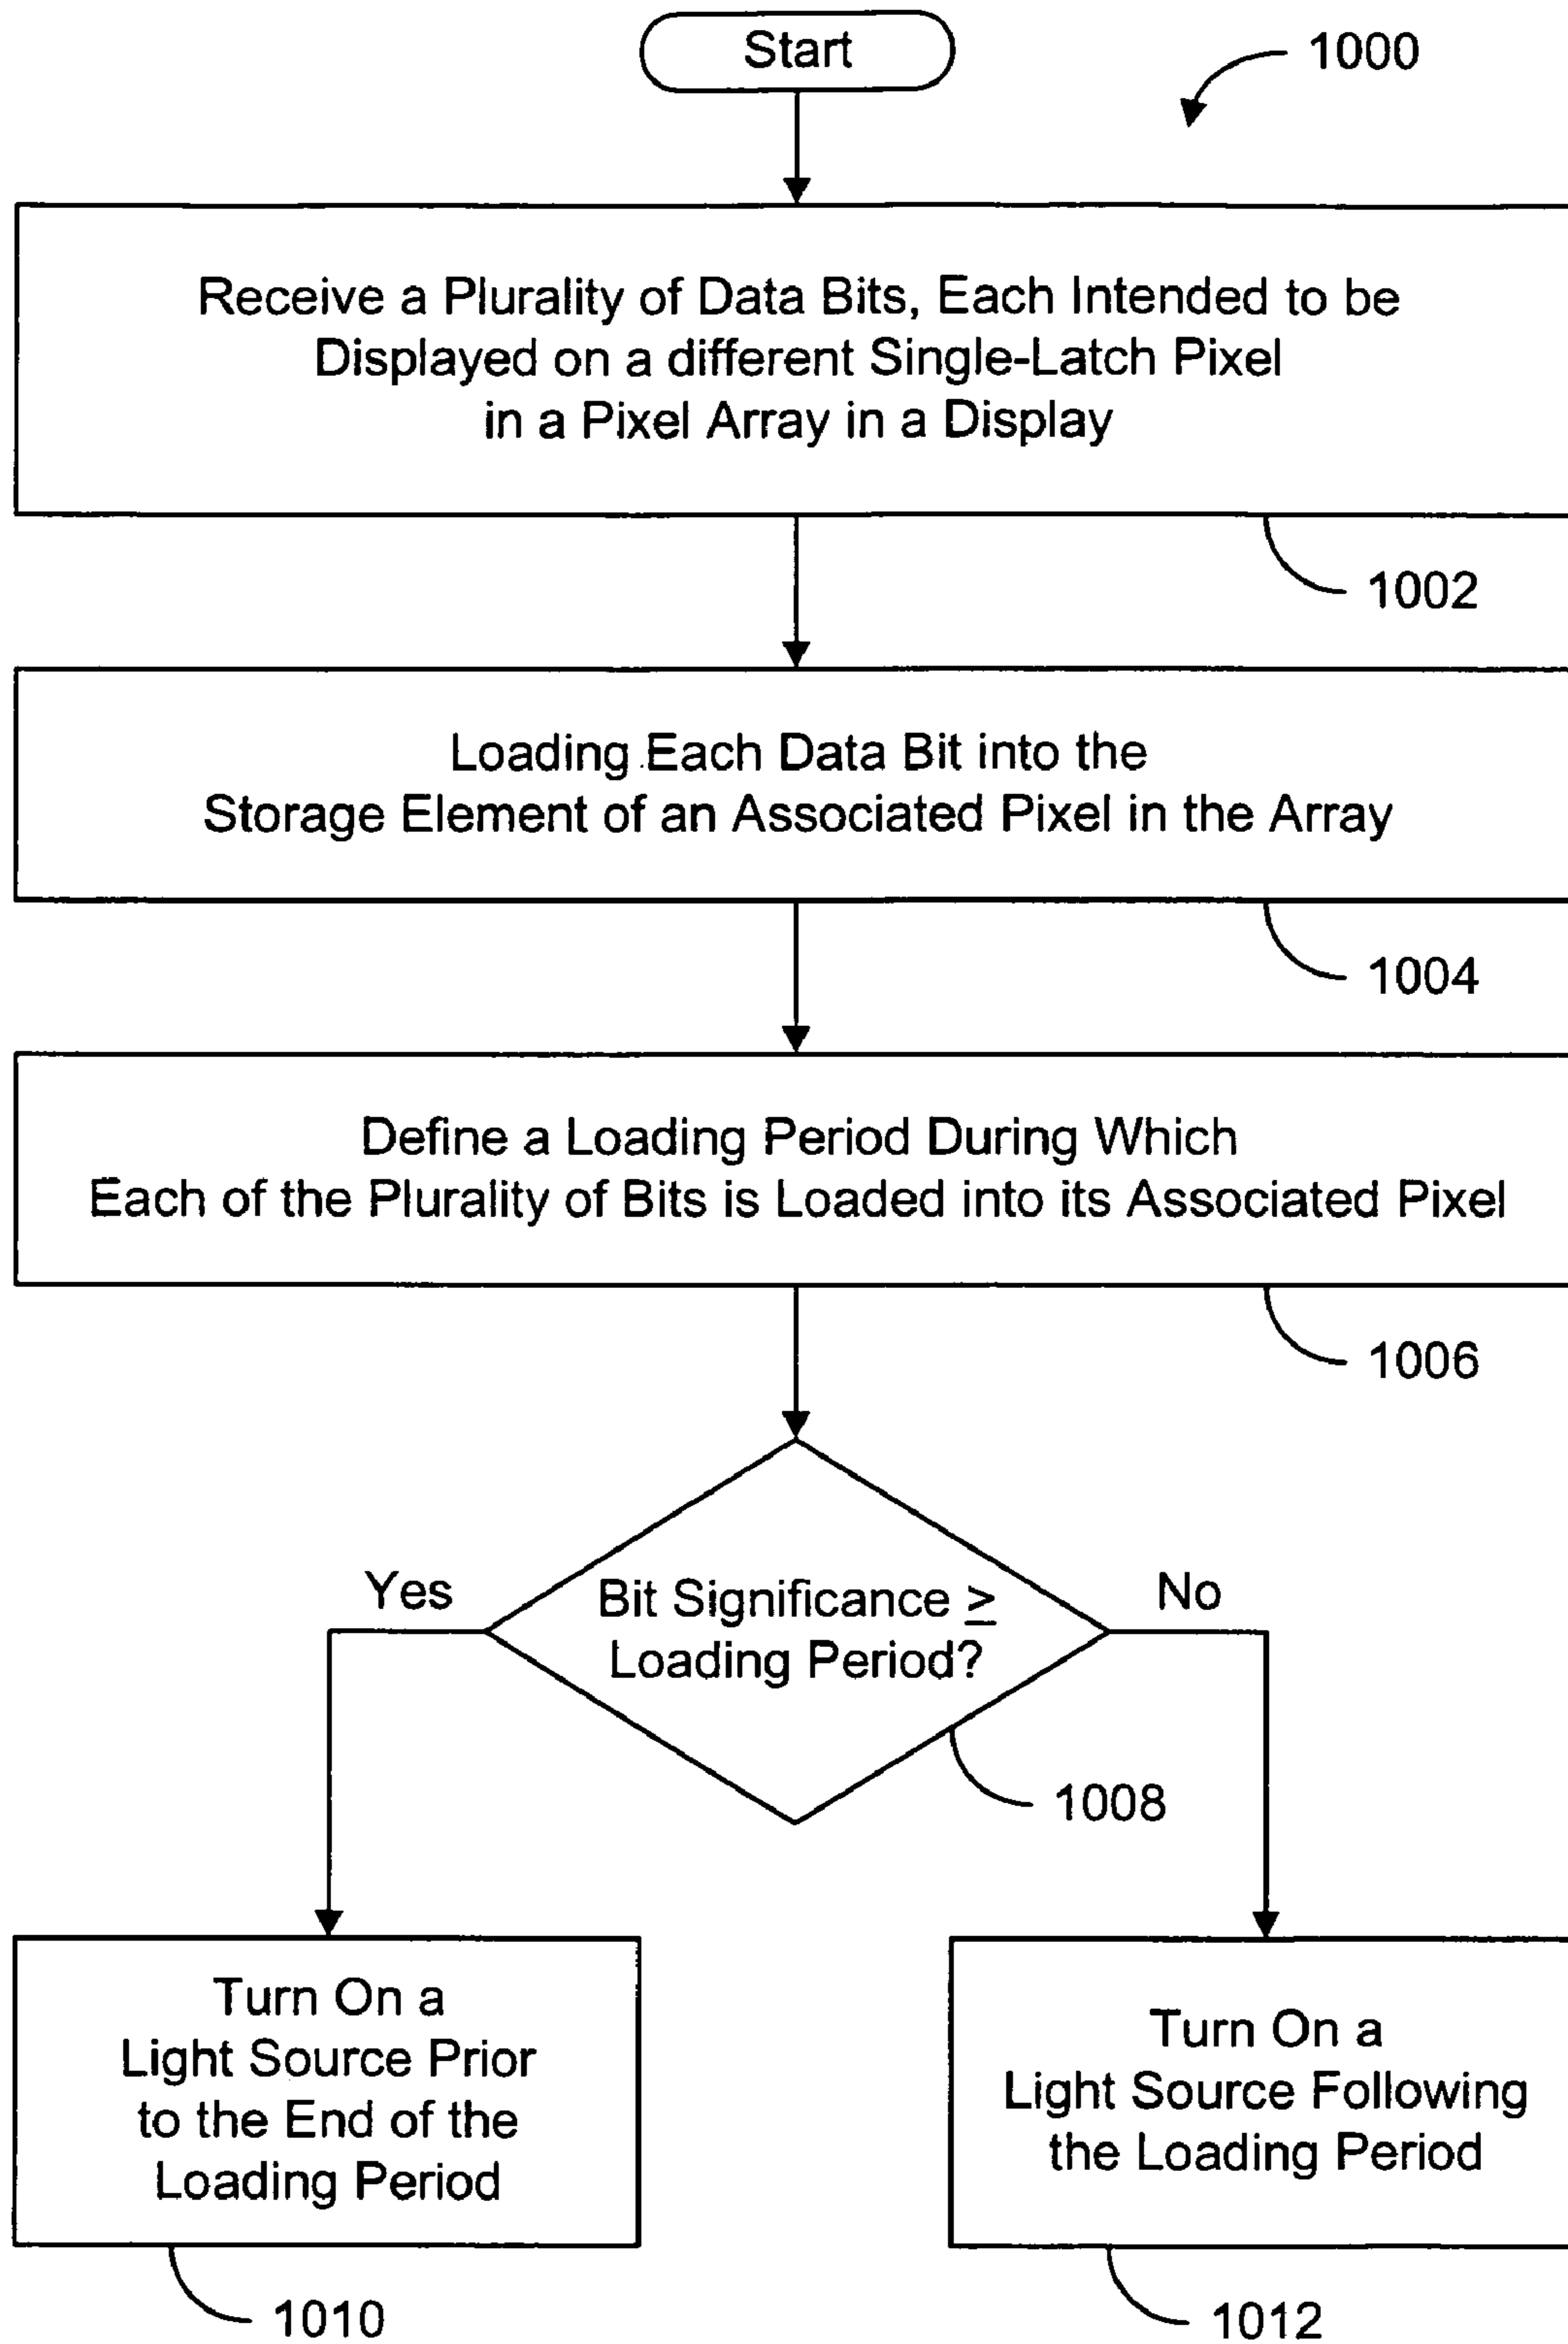 Start
1000
Receive a Plurality of Data Bits, Each Intended to be
Displayed on a different Single-Latch Pixel
in a Pixel Array in a Display
1002
Loading Each Data Bit into the
Storage Element of an Associated Pixel in the Array
1004
Define a Loading Period During Which
Each of the Plurality of Bits is Loaded into its Associated Pixel
1006
Yes
Bit Significance ≥
Loading Period?
No
1008
Turn On a
Light Source Prior
to the End of the
Loading Period
1010
Turn On a
Light Source Following
the Loading Period
1012